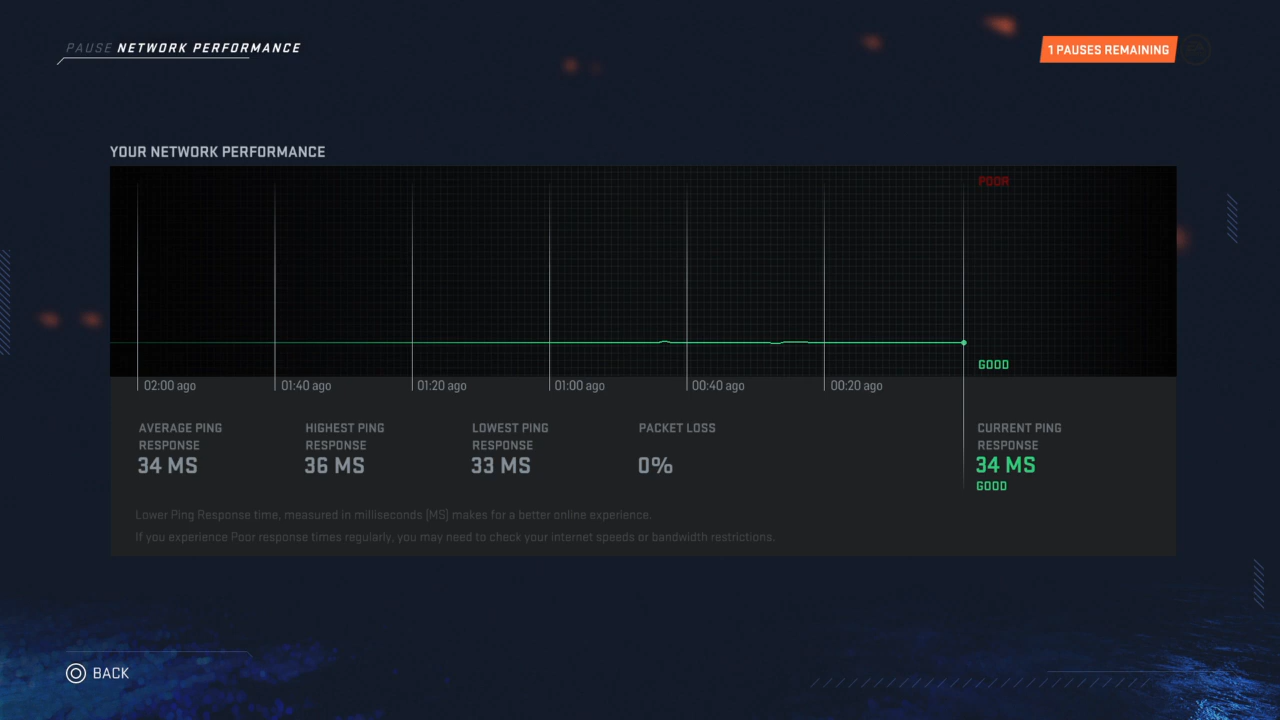 PAUSE NETWORK PERFORMANCE
1 PAUSES REMAINING
YOUR NETWORK PERFORMANCE
POOR
GOOD
02:00 ago
01:40 ago
01:20 ago
01:00 ago
00:40 ago
00:20 ago
AVERAGE PING
RESPONSE
34 MS
HIGHEST PING
RESPONSE
36 MS
LOWEST PING
RESPONSE
33 MS
PACKET LOSS
0%
CURRENT PING
RESPONSE
34 MS
GOOD
Lower Ping Response time, measured in milliseconds [MS] makes for a better online experience.
If you experience Poor response times regularly, you may need to check your internet speeds or bandwidth restrictions.
BACK